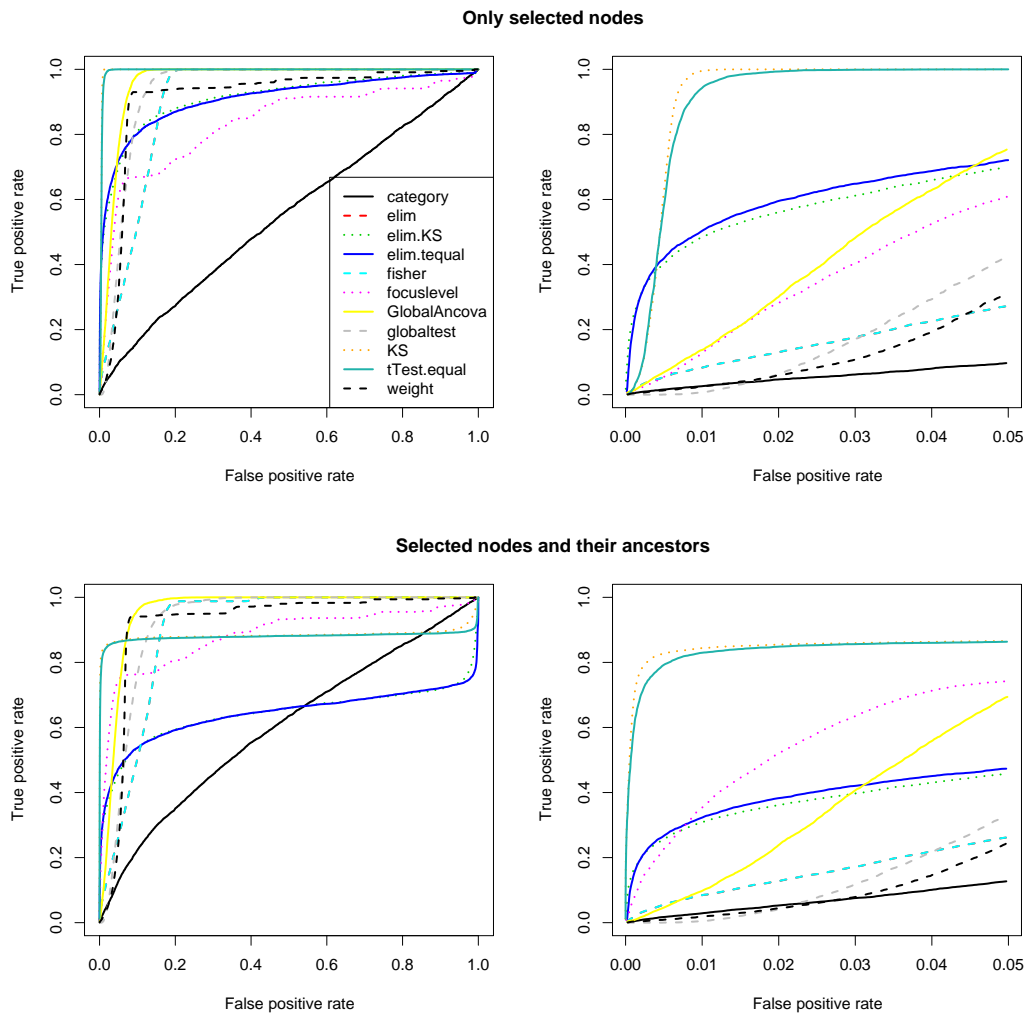 Only selected nodes
True positive rate
0.0 0.2 0.4 0.6 0.8 1.0
category
elim
elim.KS
elim.tequal
fisher
focuslevel
GlobalAncova
globaltest
KS
tTest.equal
weight
0.0 0.2 0.4 0.6 0.8 1.0
False positive rate
True positive rate
0.0 0.2 0.4 0.6 0.8 1.0
0.00 0.01 0.02 0.03 0.04 0.05
False positive rate
Selected nodes and their ancestors
True positive rate
0.0 0.2 0.4 0.6 0.8 1.0
0.0 0.2 0.4 0.6 0.8 1.0
False positive rate
True positive rate
0.0 0.2 0.4 0.6 0.8 1.0
0.00 0.01 0.02 0.03 0.04 0.05
False positive rate